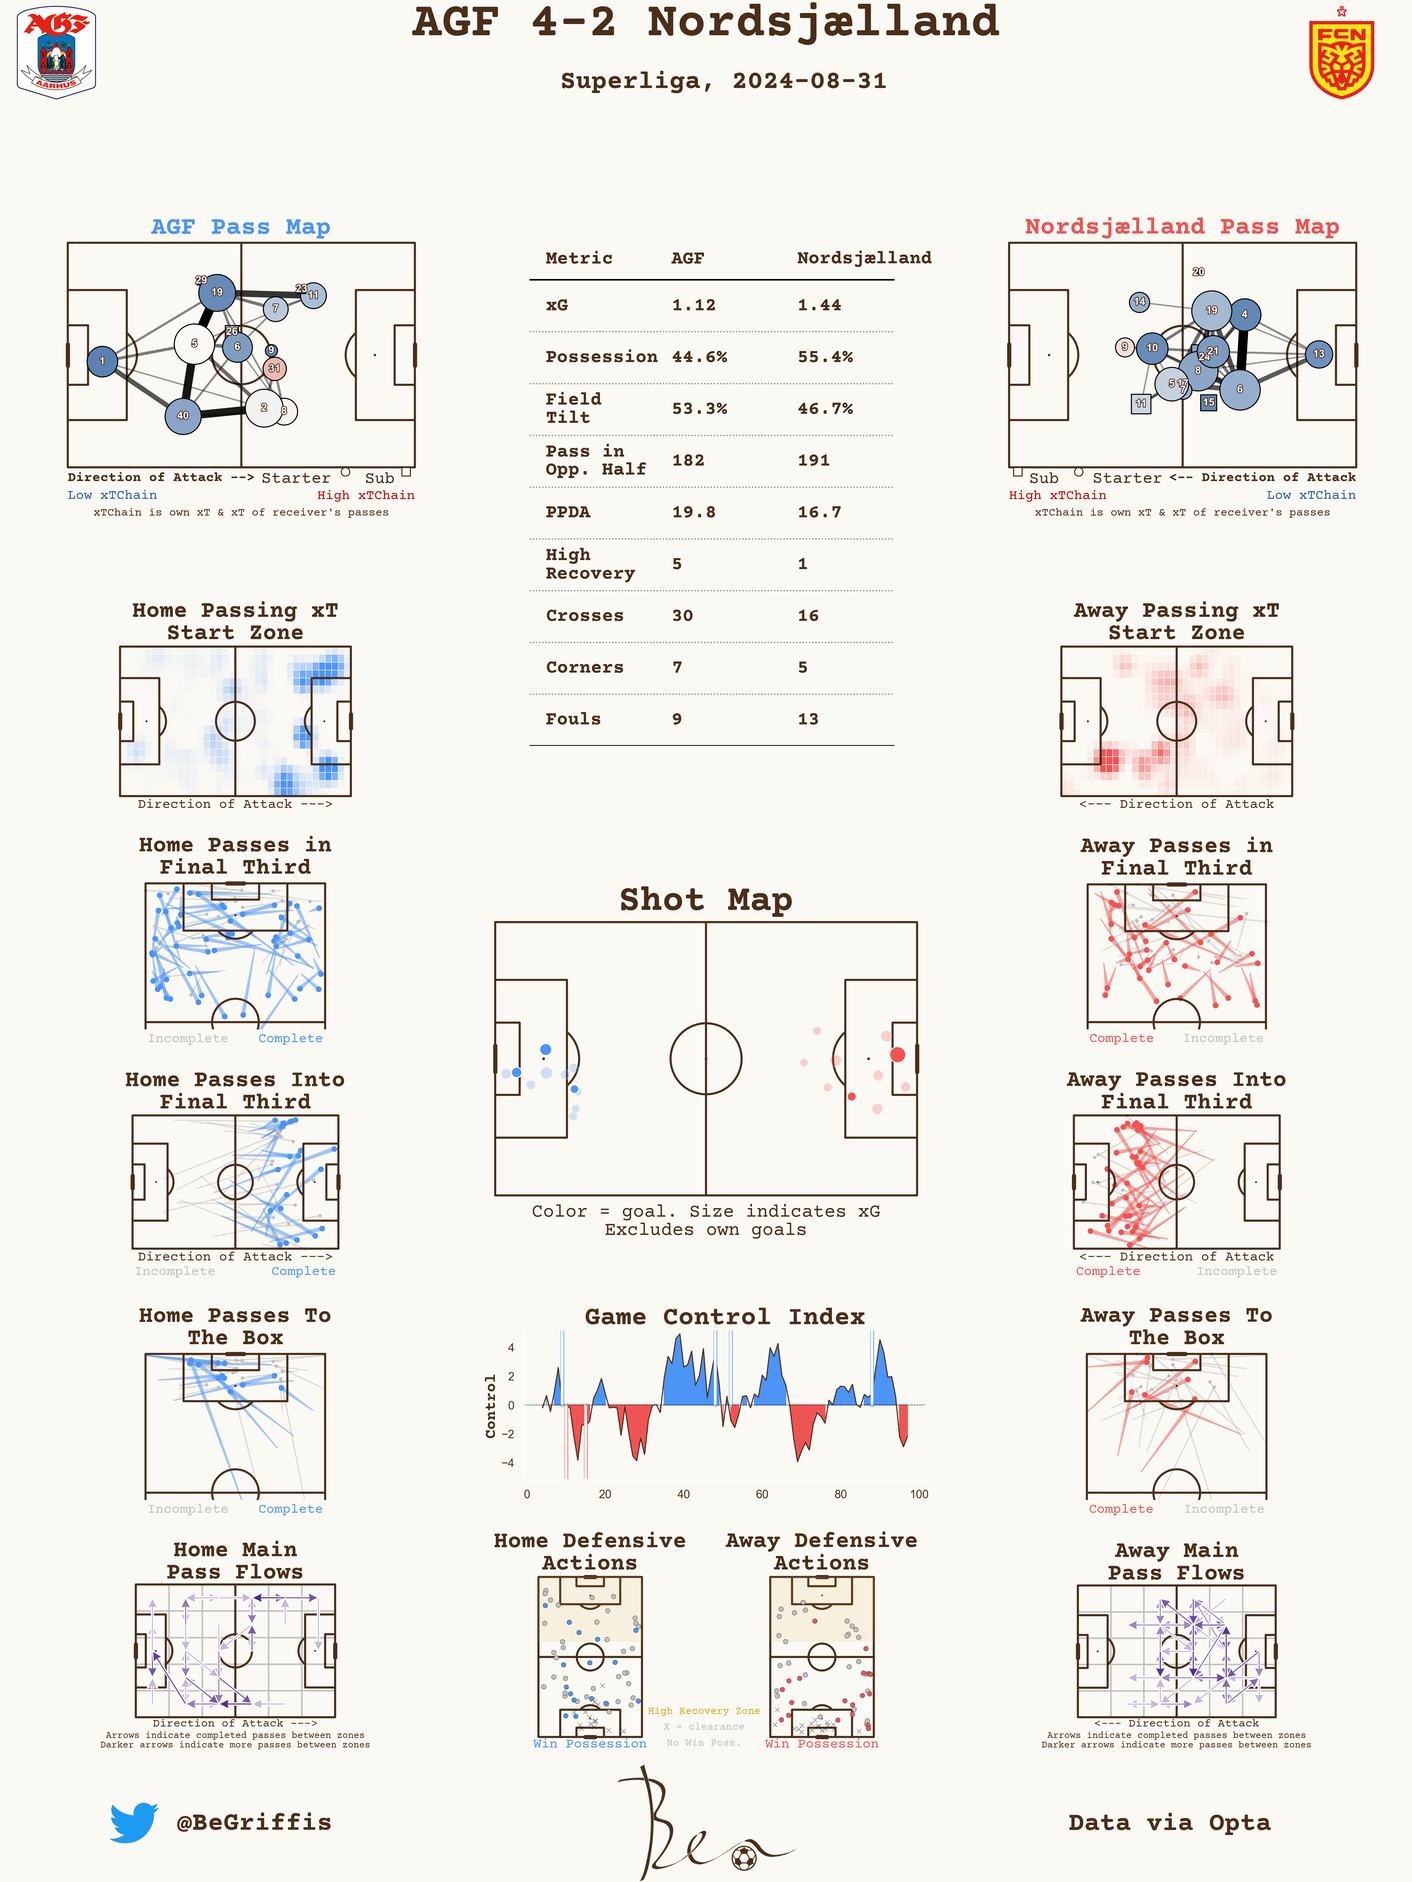 AGF 4-2 Nordsjælland
Superliga, 2024-08-31
AGF
AARHUS
FCN
AGF Pass Map
29
19
23
11
7
5
26
6
9
1
31
2
8
40
Direction of Attack --> Starter Sub
Low xTChain High xTChain
xTChain is own xT & xT of receiver's passes
Metric AGF Nordsjælland
xG 1.12 1.44
Possession 44.6% 55.4%
Field
Tilt 53.3% 46.7%
Pass in
Opp. Half 182 191
PPDA 19.8 16.7
High
Recovery 5 1
Crosses 30 16
Corners 7 5
Fouls 9 13
Nordsjælland Pass Map
20
14
19
4
9
10
21
24
13
8
5
17
7
6
11
15
Sub Starter <-- Direction of Attack
High xTChain Low xTChain
xTChain is own xT & xT of receiver's passes
Home Passing xT
Start Zone
Direction of Attack --->
Away Passing xT
Start Zone
<--- Direction of Attack
Home Passes in
Final Third
Incomplete Complete
Away Passes in
Final Third
Complete Incomplete
Shot Map
Color = goal. Size indicates xG
Excludes own goals
Home Passes Into
Final Third
Direction of Attack --->
Incomplete Complete
Away Passes Into
Final Third
<--- Direction of Attack
Complete Incomplete
Home Passes To
The Box
Incomplete Complete
Game Control Index
Control
4
2
0
−2
−4
0 20 40 60 80 100
Away Passes To
The Box
Complete Incomplete
Home Main
Pass Flows
Direction of Attack --->
Arrows indicate completed passes between zones
Darker arrows indicate more passes between zones
Home Defensive
Actions
Win Possession
Away Defensive
Actions
Win Possession
High Recovery Zone
X = clearance
No Win Poss.
Away Main
Pass Flows
<--- Direction of Attack
Arrows indicate completed passes between zones
Darker arrows indicate more passes between zones
@BeGriffis
Ben
Data via Opta